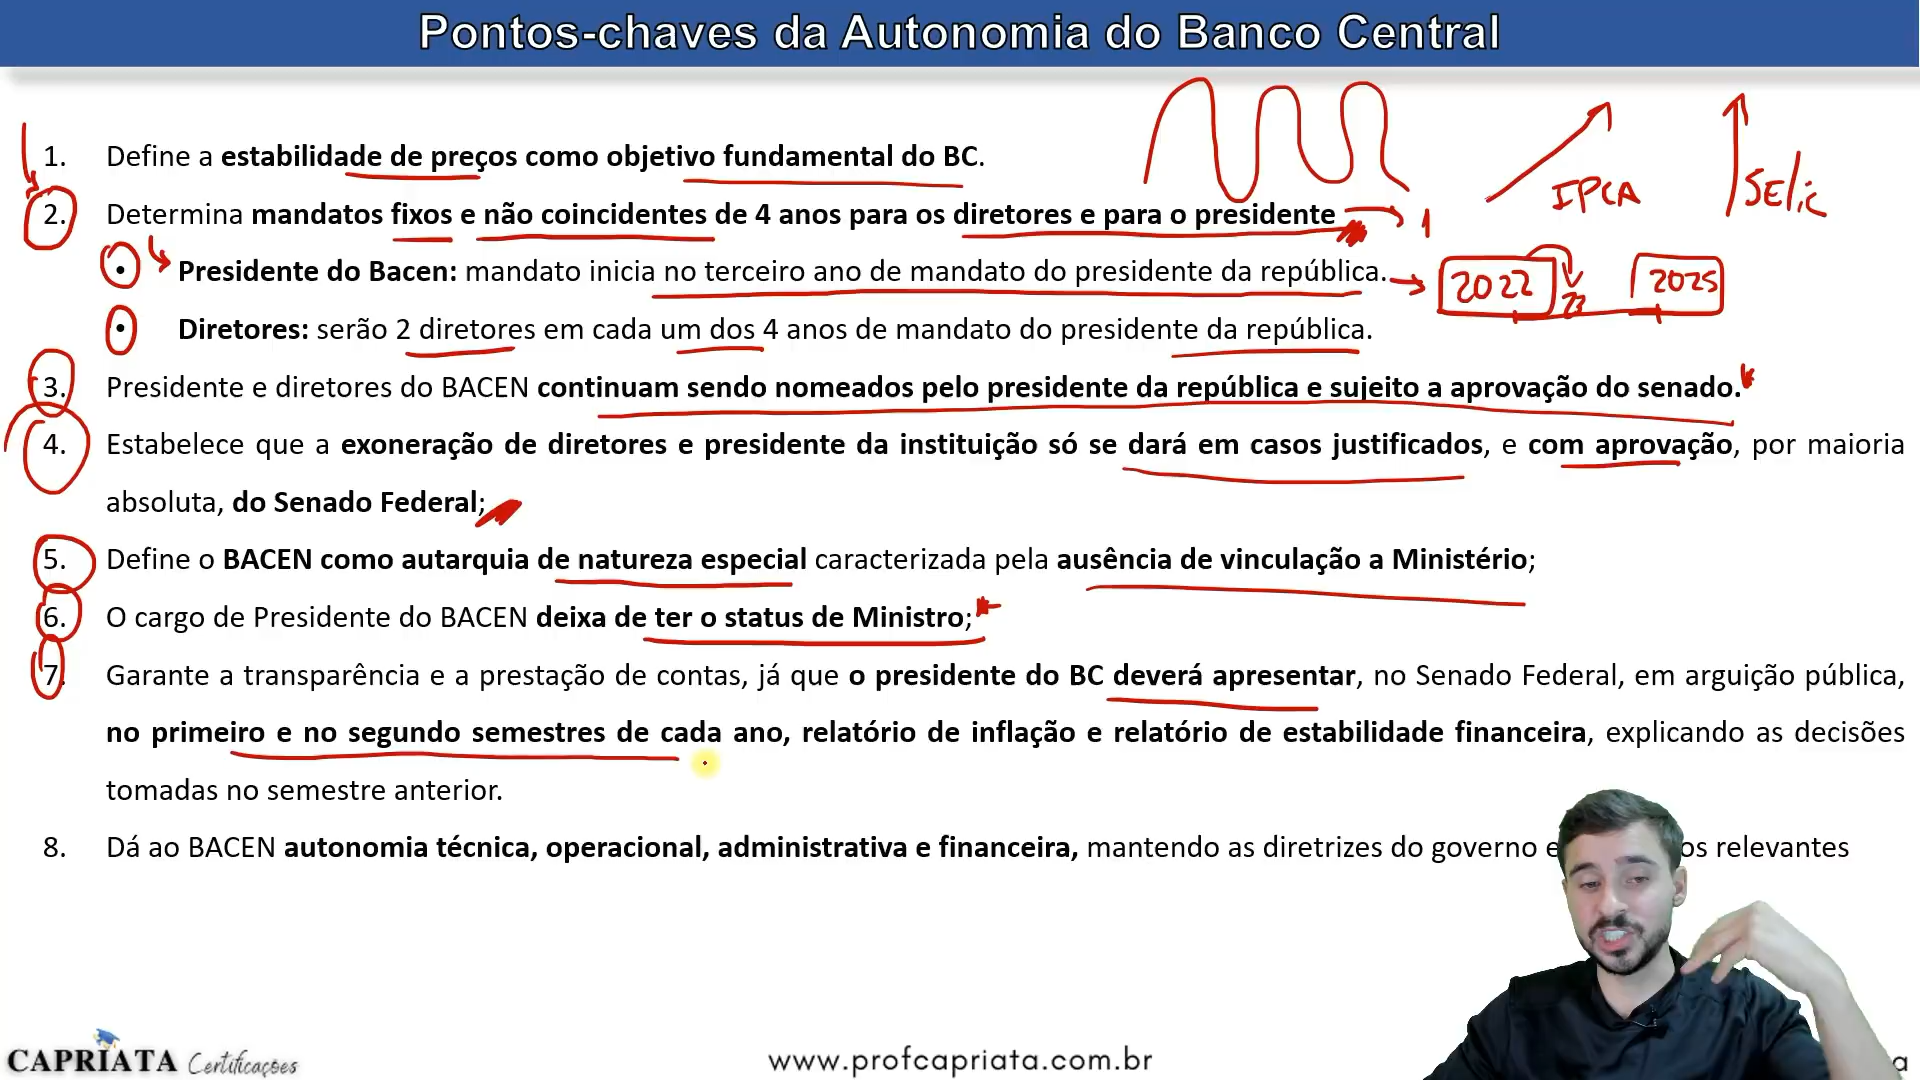 Pontos-chaves da Autonomia do Banco Central
1. Define a estabilidade de preços como objetivo fundamental do BC.
2. Determina mandatos fixos e não coincidentes de 4 anos para os diretores e para o presidente
1
IPCA
Selic
• Presidente do Bacen: mandato inicia no terceiro ano de mandato do presidente da república.
2022
23
2025
• Diretores: serão 2 diretores em cada um dos 4 anos de mandato do presidente da república.
3. Presidente e diretores do BACEN continuam sendo nomeados pelo presidente da república e sujeito a aprovação do senado.
4. Estabelece que a exoneração de diretores e presidente da instituição só se dará em casos justificados, e com aprovação, por maioria
absoluta, do Senado Federal;
5. Define o BACEN como autarquia de natureza especial caracterizada pela ausência de vinculação a Ministério;
6. O cargo de Presidente do BACEN deixa de ter o status de Ministro;
7. Garante a transparência e a prestação de contas, já que o presidente do BC deverá apresentar, no Senado Federal, em arguição pública,
no primeiro e no segundo semestres de cada ano, relatório de inflação e relatório de estabilidade financeira, explicando as decisões
tomadas no semestre anterior.
8. Dá ao BACEN autonomia técnica, operacional, administrativa e financeira, mantendo as diretrizes do governo relevantes
CAPRIATA Certificações
www.profcapriata.com.br